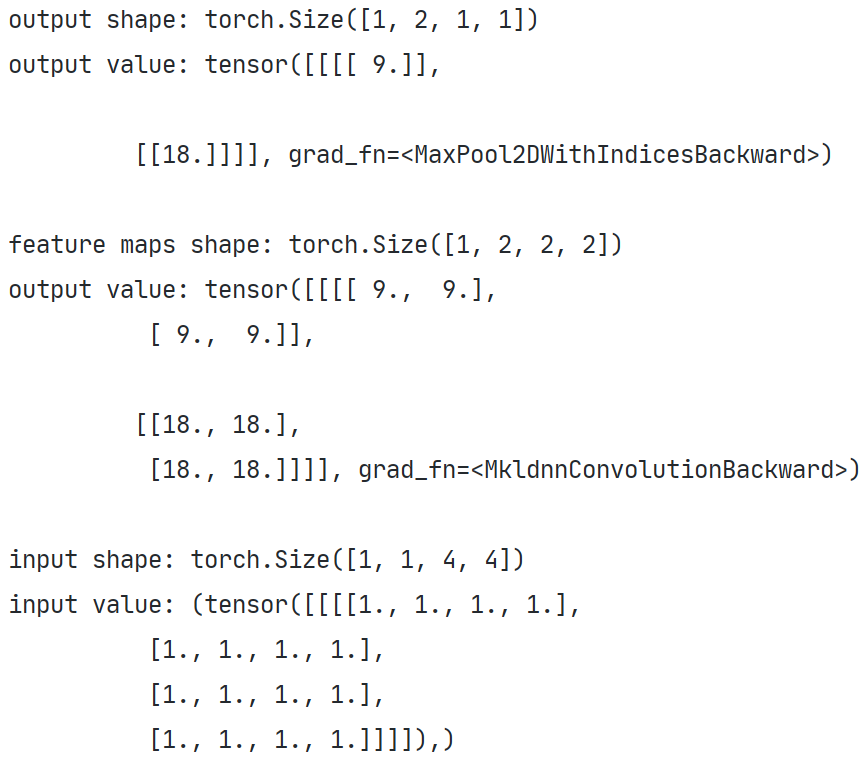 output shape: torch.Size([1, 2, 1, 1])
output value: tensor([[[[ 9.]],
[[18.]]]], grad_fn=<MaxPool2DWithIndicesBackward>)
feature maps shape: torch.Size([1, 2, 2, 2])
output value: tensor([[[[ 9.,  9.],
[ 9.,  9.]],
[[18., 18.],
[18., 18.]]]], grad_fn=<MkldnnConvolutionBackward>)
input shape: torch.Size([1, 1, 4, 4])
input value: (tensor([[[[1., 1., 1., 1.],
[1., 1., 1., 1.],
[1., 1., 1., 1.],
[1., 1., 1., 1.]]]]),)